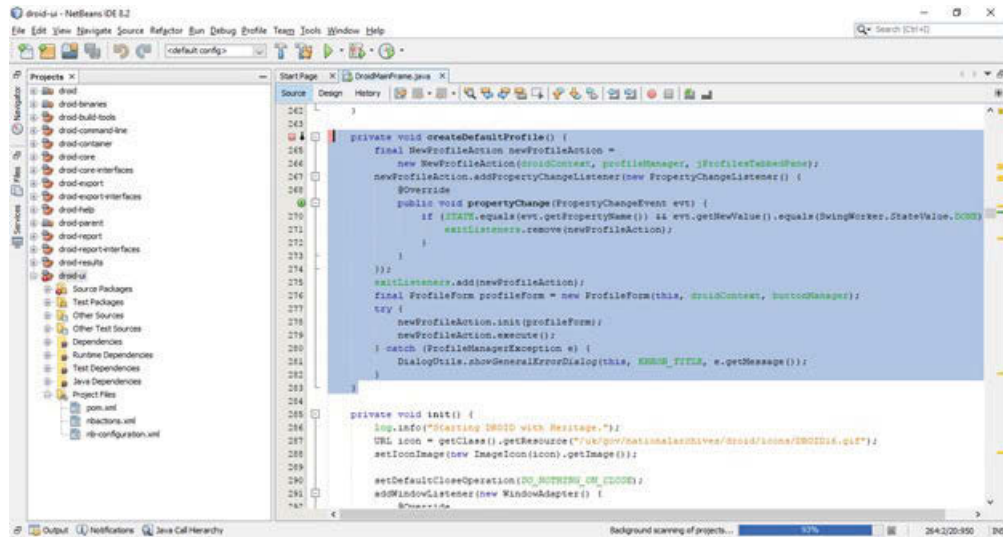 droid-ui - NetBeans IDE 8.2
File Edit View Navigate Source Refactor Run Debug Profile Team Tools Window Help
Search (Ctrl+I)
<default config>
Projects
Start Page
DroidMainFrame.java
Source Design History
Navigator
Files
Services
droid
droid-binaries
droid-build-tools
droid-command-line
droid-container
droid-core
droid-core-interfaces
droid-export
droid-export-interfaces
droid-help
droid-parent
droid-report
droid-report-interfaces
droid-results
droid-ui
Source Packages
Test Packages
Other Sources
Other Test Sources
Dependencies
Runtime Dependencies
Test Dependencies
Java Dependencies
Project Files
pom.xml
nbactions.xml
nb-configuration.xml
262 }
263
private void createDefaultProfile() {
265 final NewProfileAction newProfileAction =
266 new NewProfileAction(droidContext, profileManager, jProfilesTabbedPane);
267 newProfileAction.addPropertyChangeListener(new PropertyChangeListener() {
268 @Override
public void propertyChange(PropertyChangeEvent evt) {
270 if (STATE.equals(evt.getPropertyName()) && evt.getNewValue().equals(SwingWorker.StateValue.DONE)
271 exitListeners.remove(newProfileAction);
272 }
273 }
274 });
275 exitListeners.add(newProfileAction);
276 final ProfileForm profileForm = new ProfileForm(this, droidContext, buttonManager);
277 try {
278 newProfileAction.init(profileForm);
279 newProfileAction.execute();
280 } catch (ProfileManagerException e) {
281 DialogUtils.showGeneralErrorDialog(this, ERROR_TITLE, e.getMessage());
282 }
283 }
284
285 private void init() {
286 log.info("Starting DROID with Heritage.");
287 URL icon = getClass().getResource("/uk/gov/nationalarchives/droid/icons/DROID16.gif");
288 setIconImage(new ImageIcon(icon).getImage());
289
290 setDefaultCloseOperation(DO_NOTHING_ON_CLOSE);
291 addWindowListener(new WindowAdapter() {
@Override
Output Notifications Java Call Hierarchy
Background scanning of projects...
93%
264:2/20:950
INS